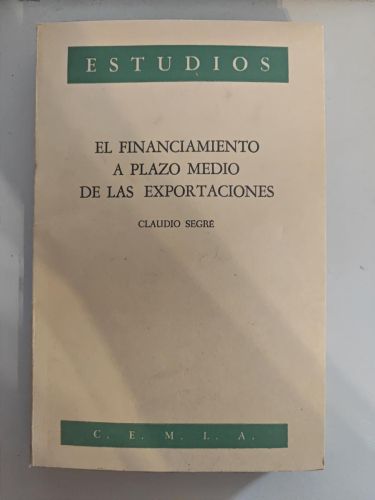 ESTUDIOS
EL FINANCIAMIENTO
A PLAZO MEDIO
DE LAS EXPORTACIONES
CLAUDIO SEGRÉ
C. E. M. L. A.